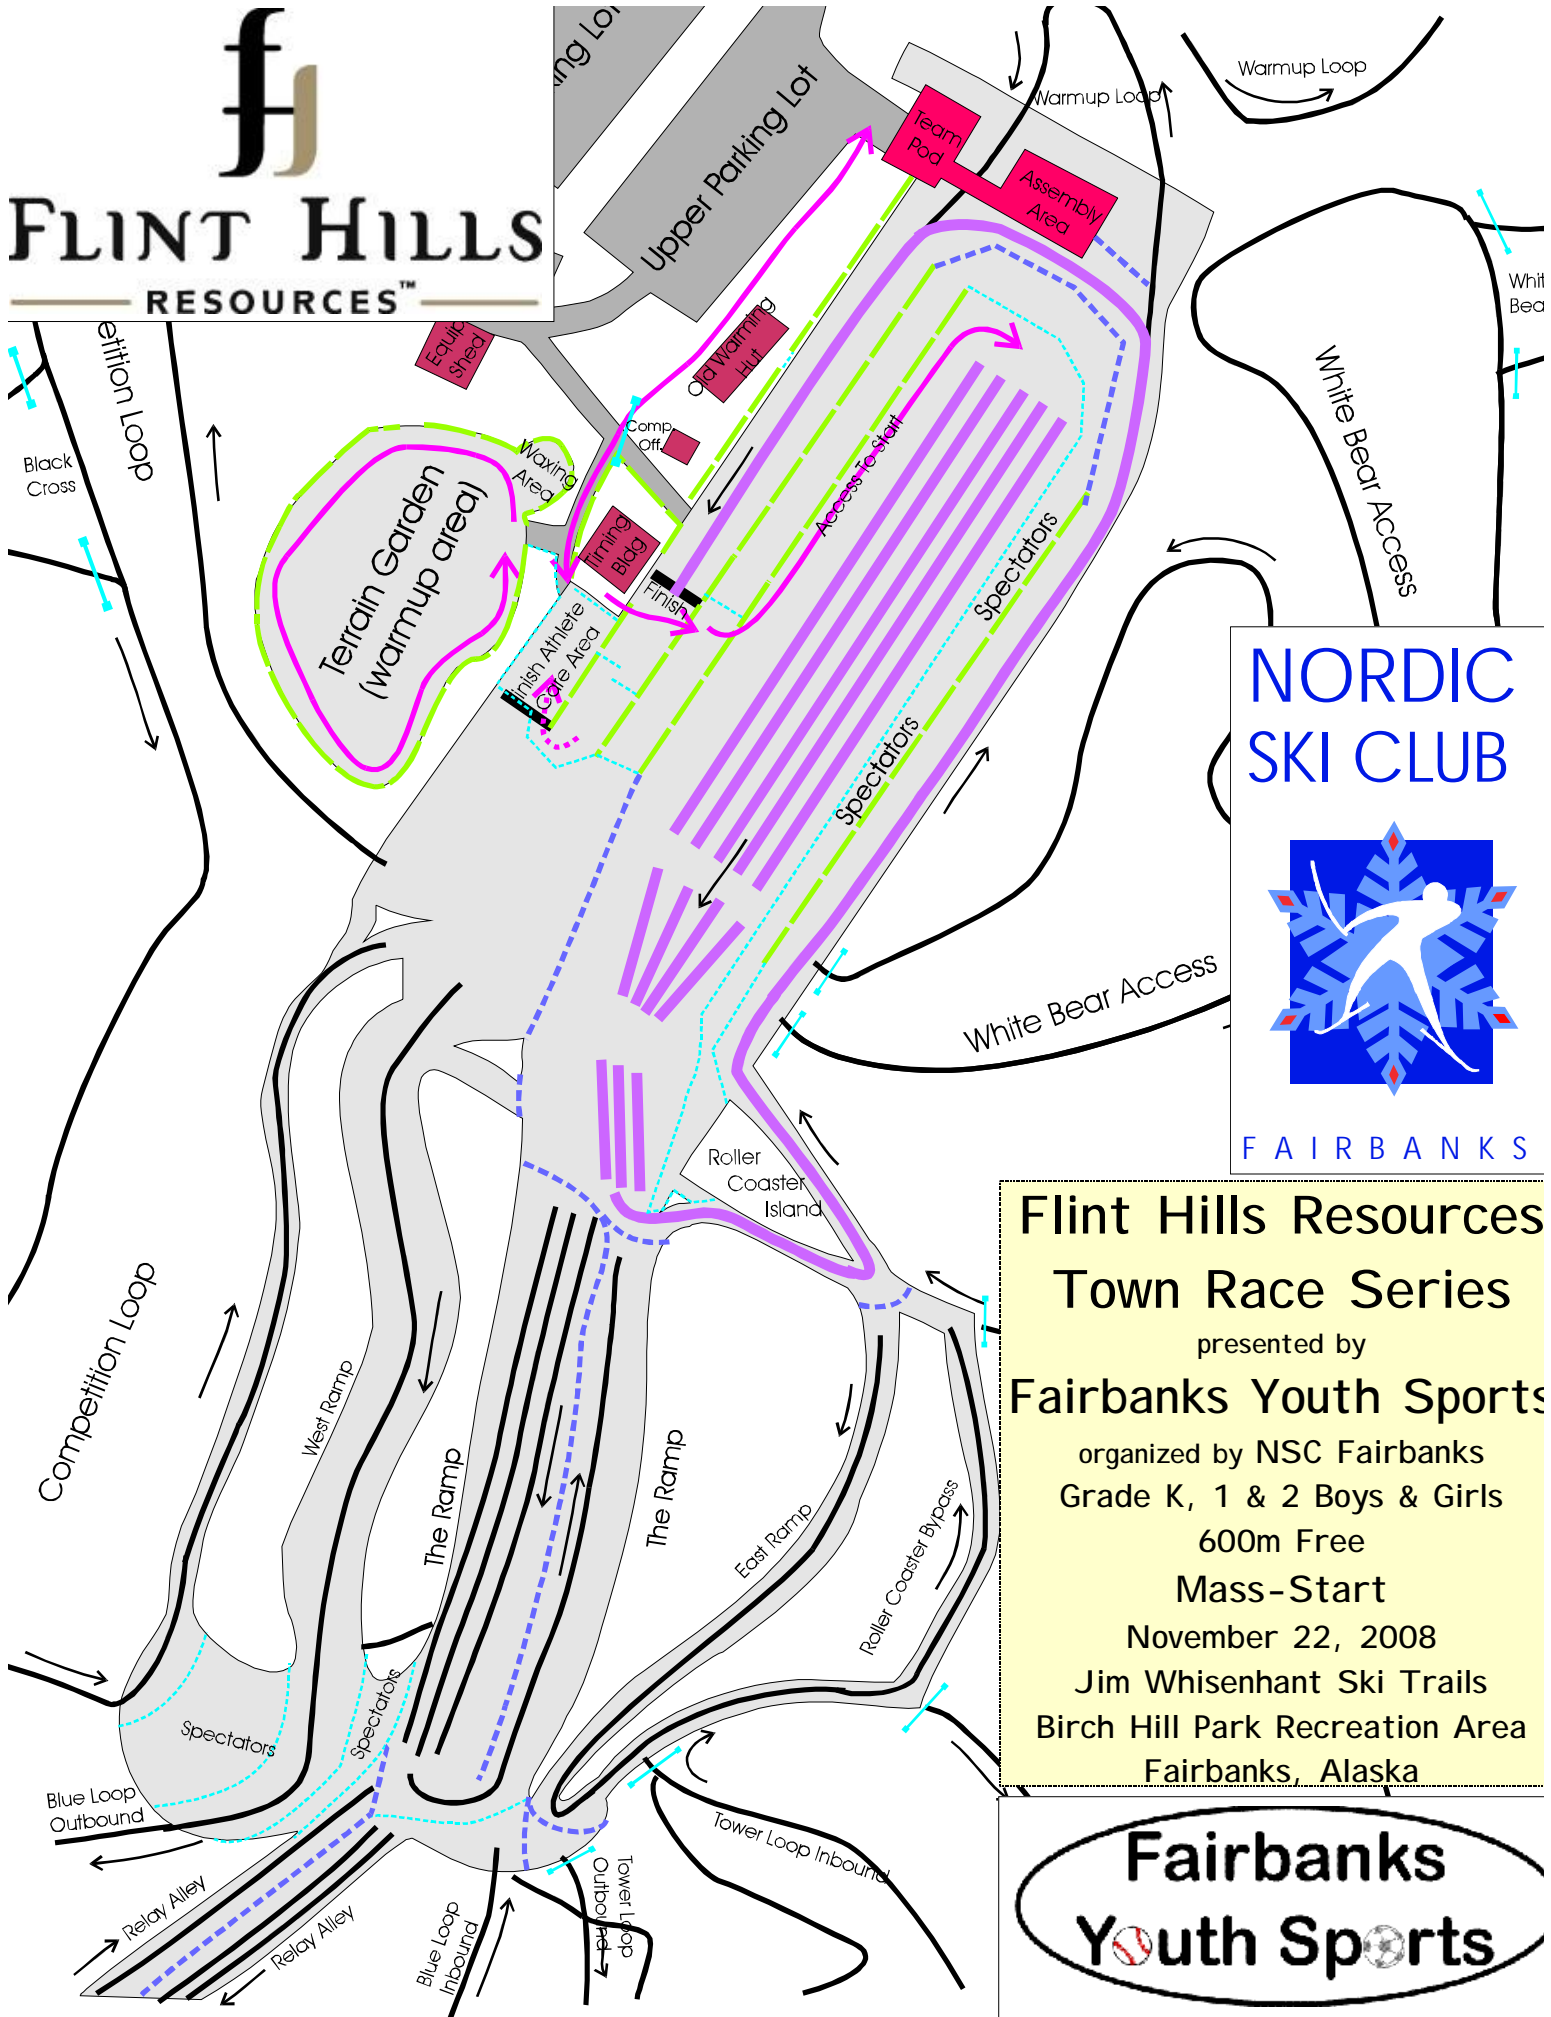 FLINT HILLS
RESOURCES™
Upper Parking Lot
Warmup Loop
Warmup Loop
Team
Pod
Assembly
Area
Equip
Shed
Old Warming
Hut
Comp.
Off.
Waxing
Area
Timing
Bldg
Finish
Finish Athlete
Care Area
Access To start
Terrain Garden
(warmup area)
Black
Cross
Spectators
Spectators
White Bear Access
White Bear Access
NORDIC
SKI CLUB
FAIRBANKS
Roller
Coaster
Island
Competition Loop
West Ramp
The Ramp
The Ramp
East Ramp
Roller Coaster Bypass
Spectators
Spectators
Blue Loop
Outbound
Relay Alley
Relay Alley
Blue Loop
Inbound
Tower Loop
Outbound
Tower Loop Inbound
Flint Hills Resources
Town Race Series
presented by
Fairbanks Youth Sports
organized by NSC Fairbanks
Grade K, 1 & 2 Boys & Girls
600m Free
Mass-Start
November 22, 2008
Jim Whisenhant Ski Trails
Birch Hill Park Recreation Area
Fairbanks, Alaska
Fairbanks
Youth Sports